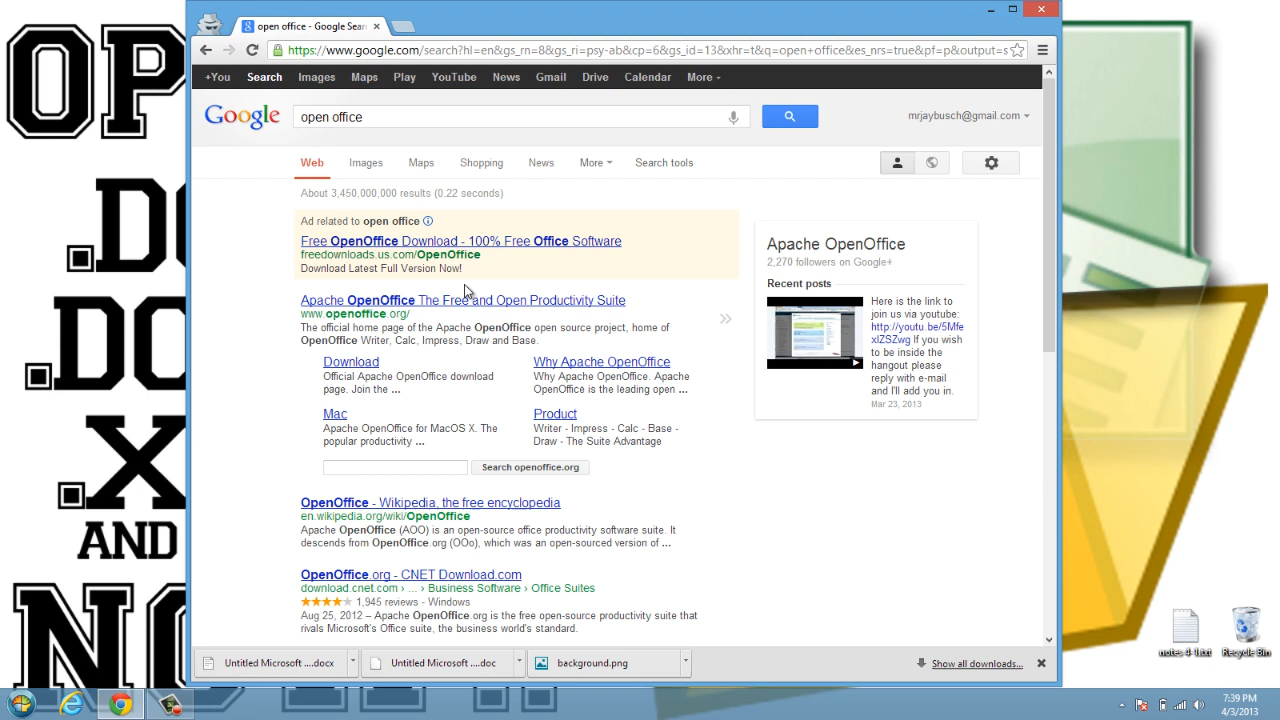 OP
.DO
.DO
.X
AND
NO
open office - Google Sear
https://www.google.com/search?hl=en&gs_rn=8&gs_ri=psy-ab&cp=6&gs_id=13&xhr=t&q=open+office&es_nrs=true&pf=p&output=s
+You Search Images Maps Play YouTube News Gmail Drive Calendar More
Google open office mrjaybusch@gmail.com
Web Images Maps Shopping News More Search tools
About 3,450,000,000 results (0.22 seconds)
Ad related to open office
Free OpenOffice Download - 100% Free Office Software
freedownloads.us.com/OpenOffice
Download Latest Full Version Now!
Apache OpenOffice The Free and Open Productivity Suite
www.openoffice.org/
The official home page of the Apache OpenOffice open source project, home of
OpenOffice Writer, Calc, Impress, Draw and Base.
Download
Official Apache OpenOffice download
page. Join the ...
Why Apache OpenOffice
Why Apache OpenOffice. Apache
OpenOffice is the leading open ...
Mac
Apache OpenOffice for MacOS X. The
popular productivity ...
Product
Writer - Impress - Calc - Base -
Draw - The Suite Advantage
Search openoffice.org
OpenOffice - Wikipedia, the free encyclopedia
en.wikipedia.org/wiki/OpenOffice
Apache OpenOffice (AOO) is an open-source office productivity software suite. It
descends from OpenOffice.org (OOo), which was an open-sourced version of ...
OpenOffice.org - CNET Download.com
download.cnet.com › ... › Business Software › Office Suites
1,945 reviews - Windows
Aug 25, 2012 – Apache OpenOffice.org is the free open-source productivity suite that
rivals Microsoft's Office suite, the business world's standard.
Apache OpenOffice
2,270 followers on Google+
Recent posts
Here is the link to
join us via youtube:
http://youtu.be/5Mfe
xlZSZwg If you wish
to be inside the
hangout please
reply with e-mail
and I'll add you in.
Mar 23, 2013
Untitled Microsoft ....docx
Untitled Microsoft ....doc
background.png
Show all downloads...
notes 4-1.txt
Recycle Bin
7:39 PM
4/3/2013